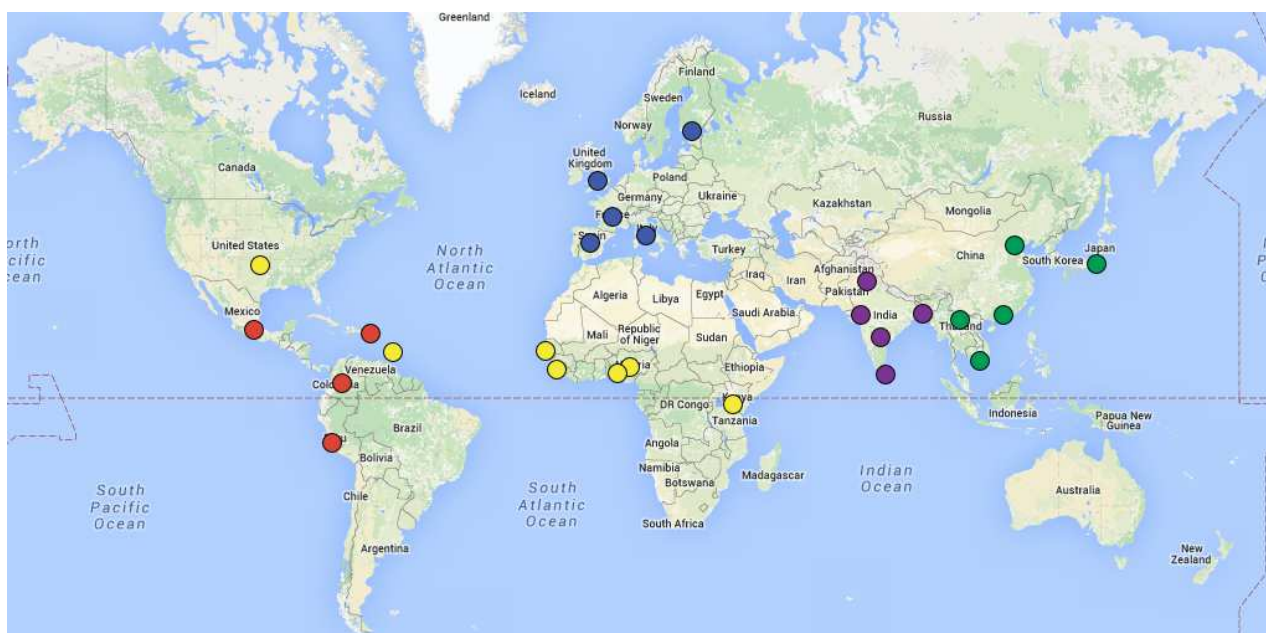 Greenland
Iceland
Finland
Sweden
Norway
Russia
United
Kingdom
Canada
Poland
Germany
Ukraine
Kazakhstan
Mongolia
United States
North
Atlantic
Ocean
Spain
Italy
Turkey
China
Japan
South Korea
Afghanistan
Iraq
Iran
Pakistan
Algeria
Libya
Egypt
Saudi Arabia
India
Mexico
Mali
Republic
of Niger
Sudan
Thailand
Venezuela
Ethiopia
Kenya
DR Congo
Tanzania
Indonesia
Papua New
Guinea
Brazil
Angola
Bolivia
Namibia
Botswana
Madagascar
Indian
Ocean
South
Pacific
Ocean
Chile
South
Atlantic
Ocean
Australia
South Africa
Argentina
New
Zealand